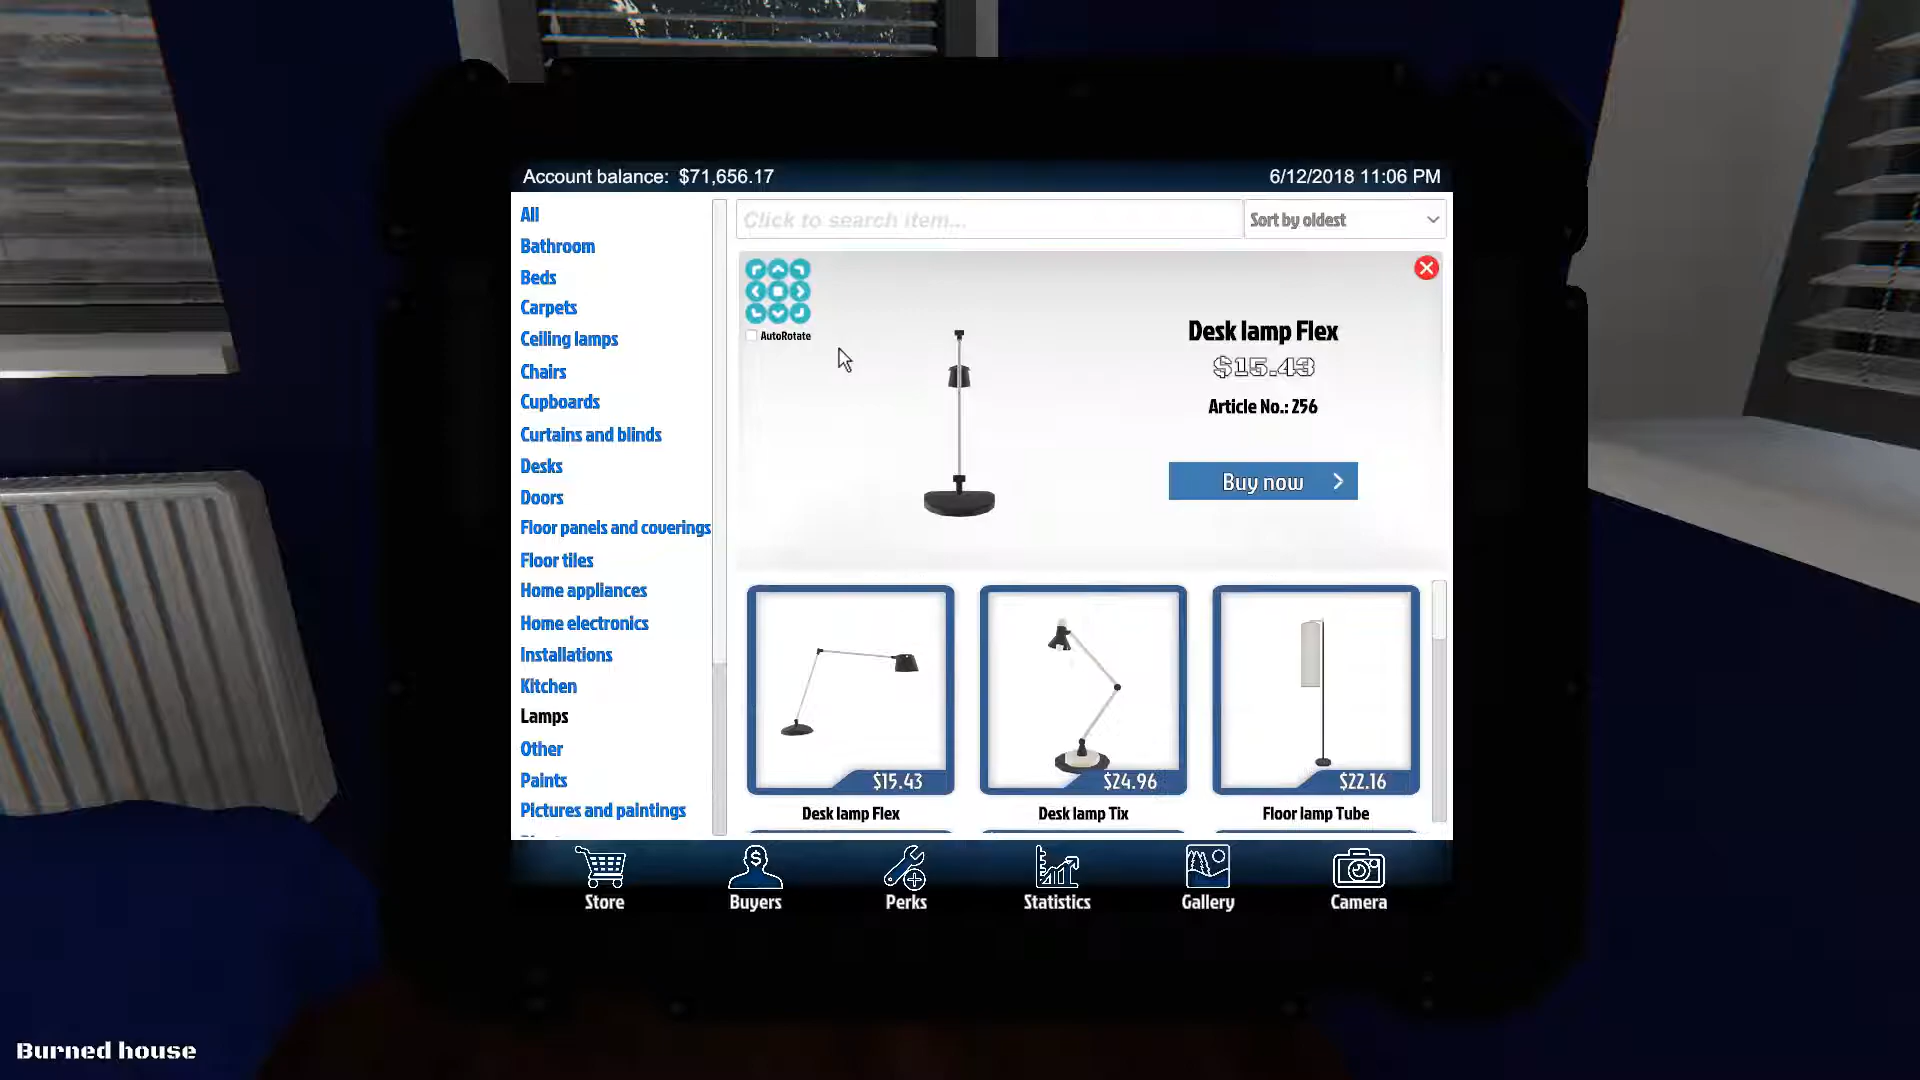 Account balance: $71,656.17
6/12/2018 11:06 PM
All
Bathroom
Beds
Carpets
Ceiling lamps
Chairs
Cupboards
Curtains and blinds
Desks
Doors
Floor panels and coverings
Floor tiles
Home appliances
Home electronics
Installations
Kitchen
Lamps
Other
Paints
Pictures and paintings
Click to search item...
Sort by oldest
AutoRotate
Desk lamp Flex
$15.43
Article No.: 256
Buy now
$15.43
Desk lamp Flex
$24.96
Desk lamp Tix
$22.16
Floor lamp Tube
Store
Buyers
Perks
Statistics
Gallery
Camera
Burned house